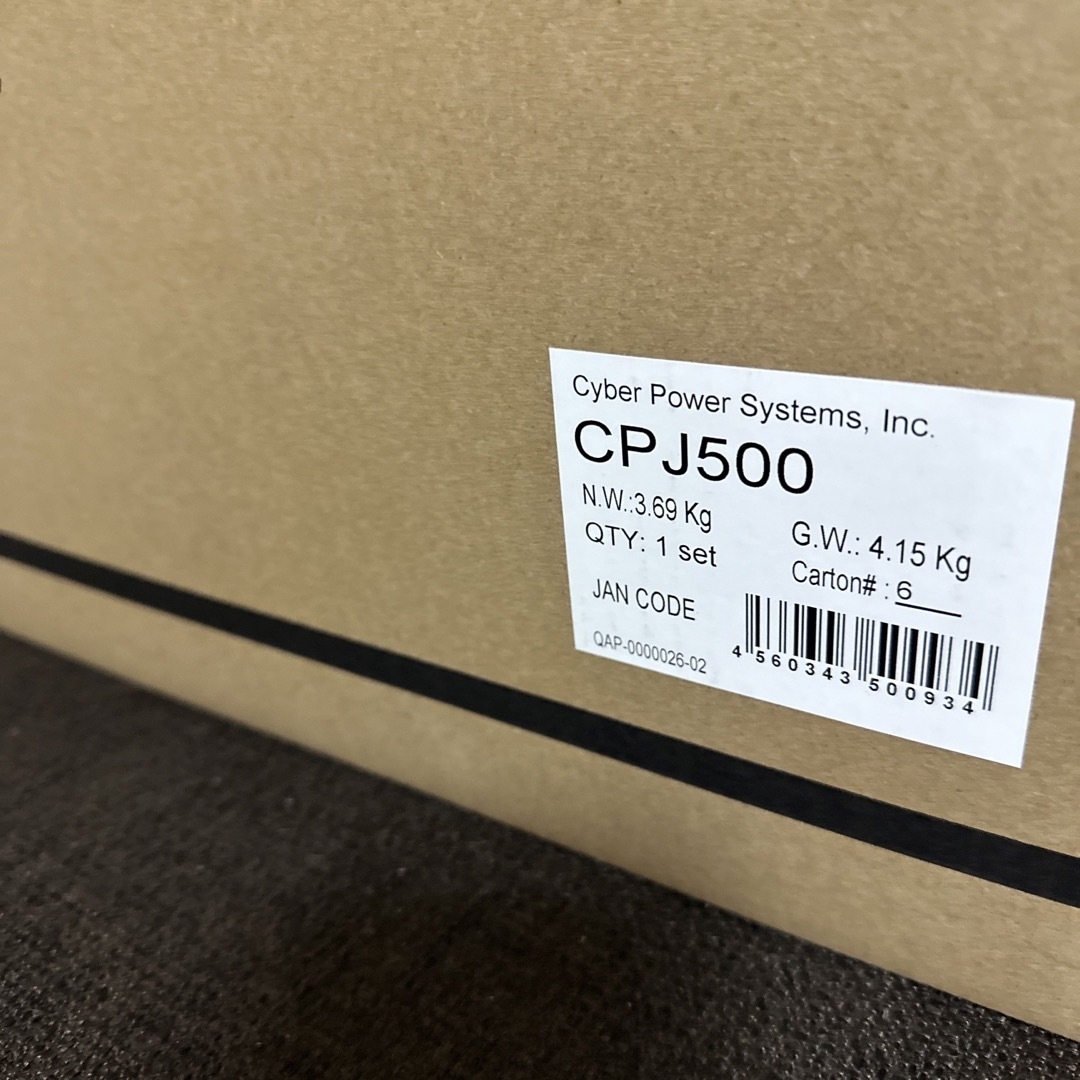 Cyber Power Systems, Inc.
CPJ500
N.W.:3.69 Kg
G.W.: 4.15 Kg
QTY: 1 set
Carton# : 6
JAN CODE
4 560343 500934
QAP-0000026-02